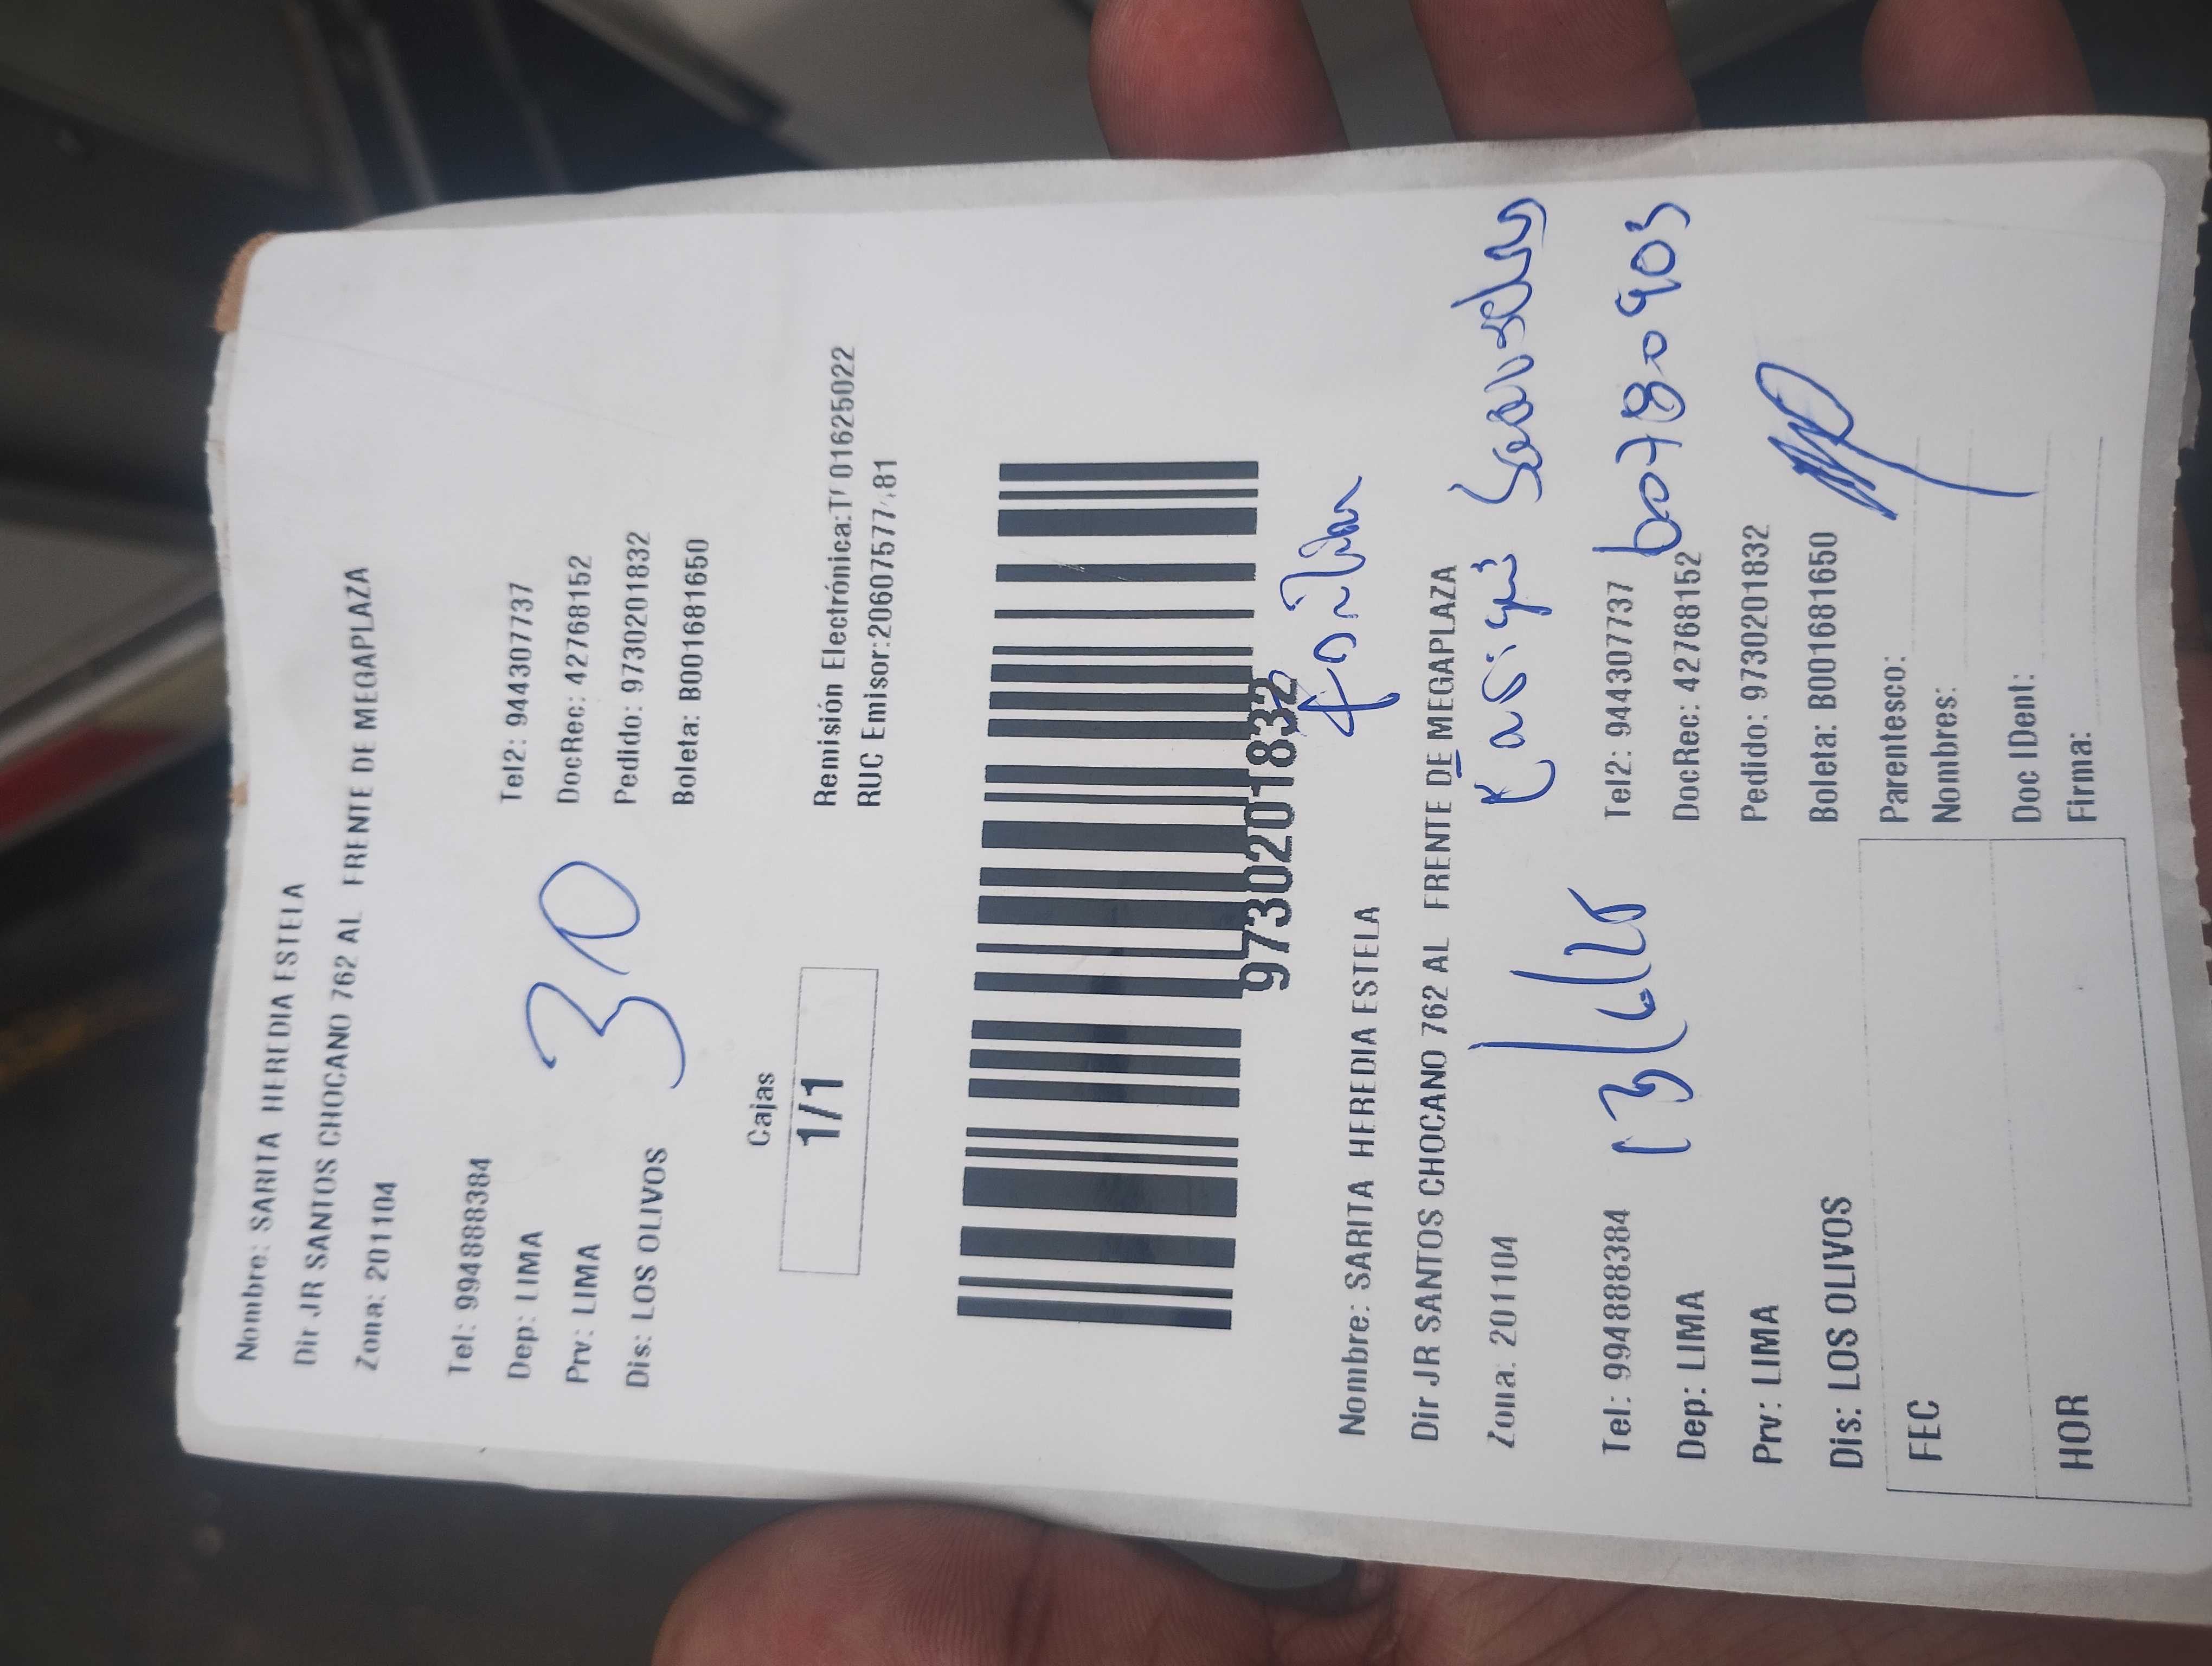 Nombre: SARITA HEREDIA ESTELA
Dir JR SANTOS CHOCANO 762 AL FRENTE DE MEGAPLAZA
Zona: 201104
Tel: 994888384 Tel2: 944307737
Dep: LIMA DocRec: 42768152
Prv: LIMA Pedido: 9730201832
Dis: LOS OLIVOS Boleta: B001681650
30
Cajas
1/1
Remisión Electrónica:T 01625022
RUC Emisor:
9730201832
Nombre: SARITA HEREDIA ESTELA
Dir JR SANTOS CHOCANO 762 AL FRENTE DE MEGAPLAZA
Zona: 201104
Tel: 994888384 Tel2: 944307737
Dep: LIMA DocRec: 42768152
Prv: LIMA Pedido: 9730201832
Dis: LOS OLIVOS Boleta: B001681650
FEC Parentesco:
Nombres:
HOR Doc IDent:
Firma: